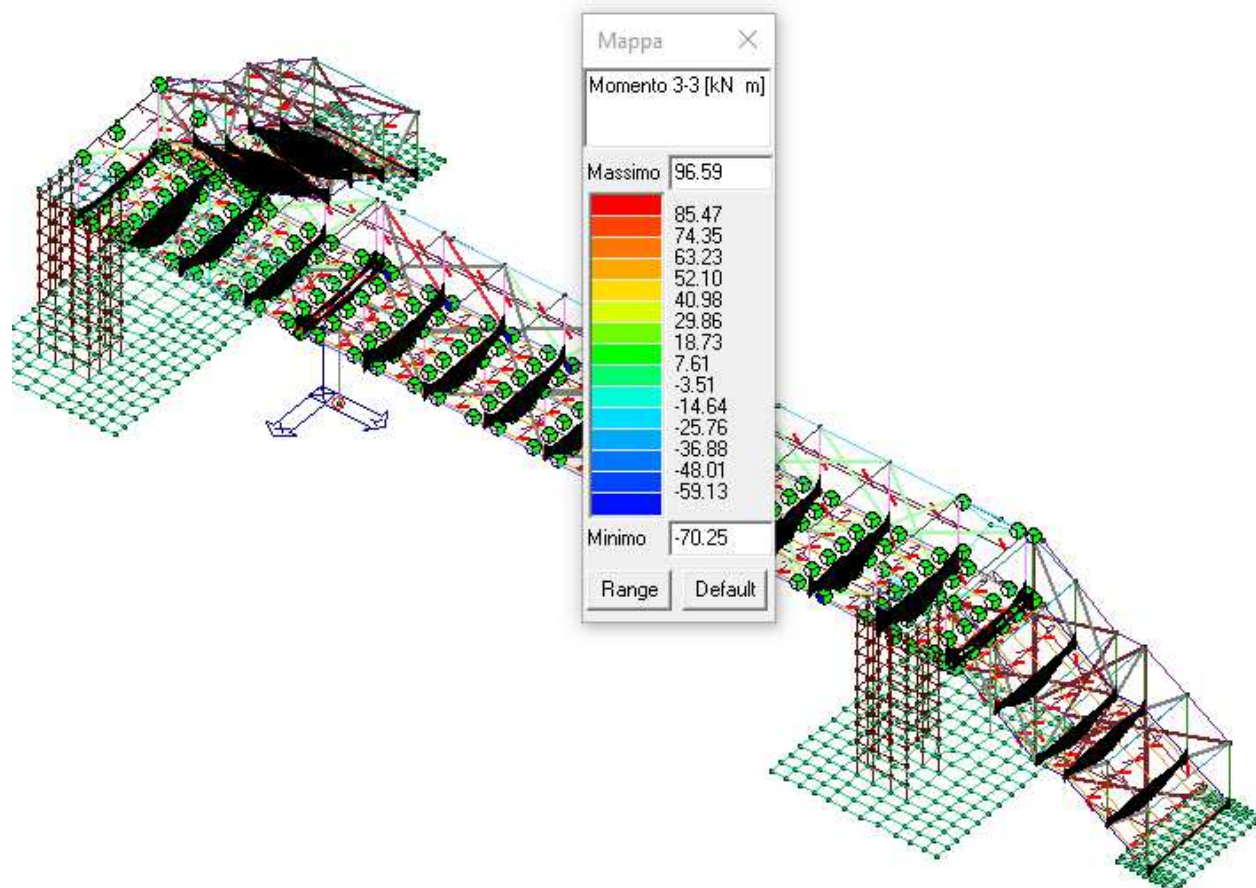 Mappa
Momento 3-3 [kN m]
Massimo 96.59
85.47
74.35
63.23
52.10
40.98
29.86
18.73
7.61
-3.51
-14.64
-25.76
-36.88
-48.01
-59.13
Minimo -70.25
Range Default